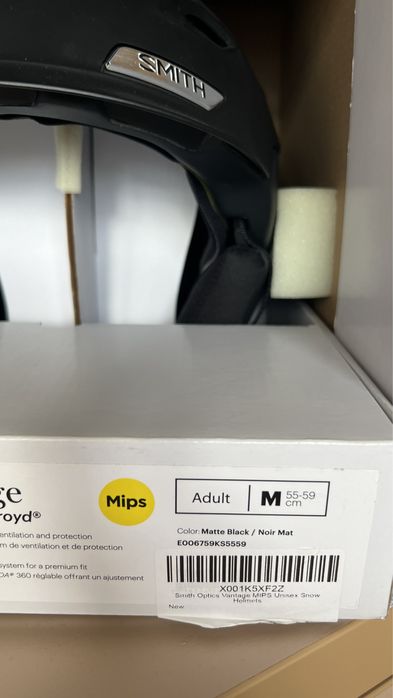 SMITH
ge
royd®
Mips
Adult M 55-59 cm
entilation and protection
m de ventilation et de protection
system for a premium fit
OA® 360 réglable offrant un ajustement
Color: Matte Black / Noir Mat
E006759KS5559
X001K5XF2Z
Smith Optics Vantage MIPS Unisex Snow
Helmets
New